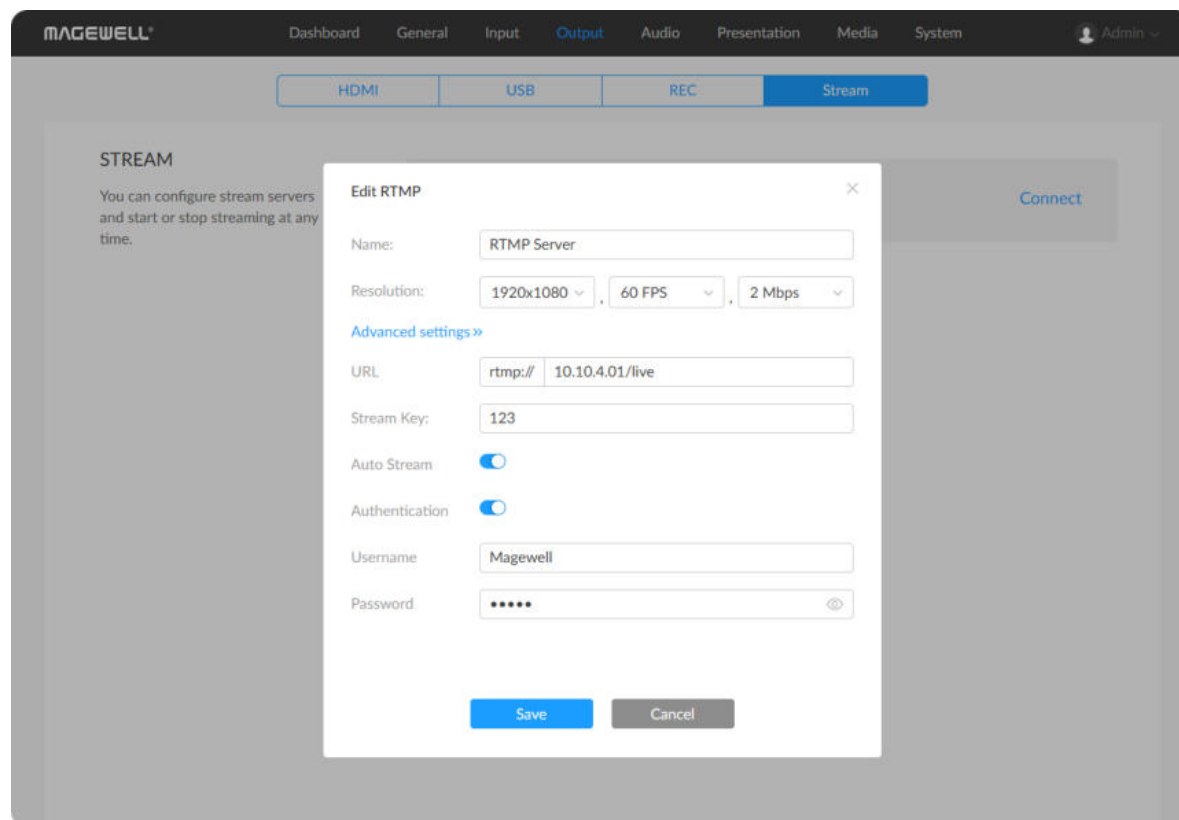 MAGEWELL®
Dashboard General Input Output Audio Presentation Media System Admin
HDMI USB REC Stream
STREAM
You can configure stream servers
and start or stop streaming at any
time.
Connect
Edit RTMP
Name: RTMP Server
Resolution: 1920x1080 , 60 FPS , 2 Mbps
Advanced settings»
URL rtmp:// 10.10.4.01/live
Stream Key: 123
Auto Stream
Authentication
Username Magewell
Password •••••
Save Cancel